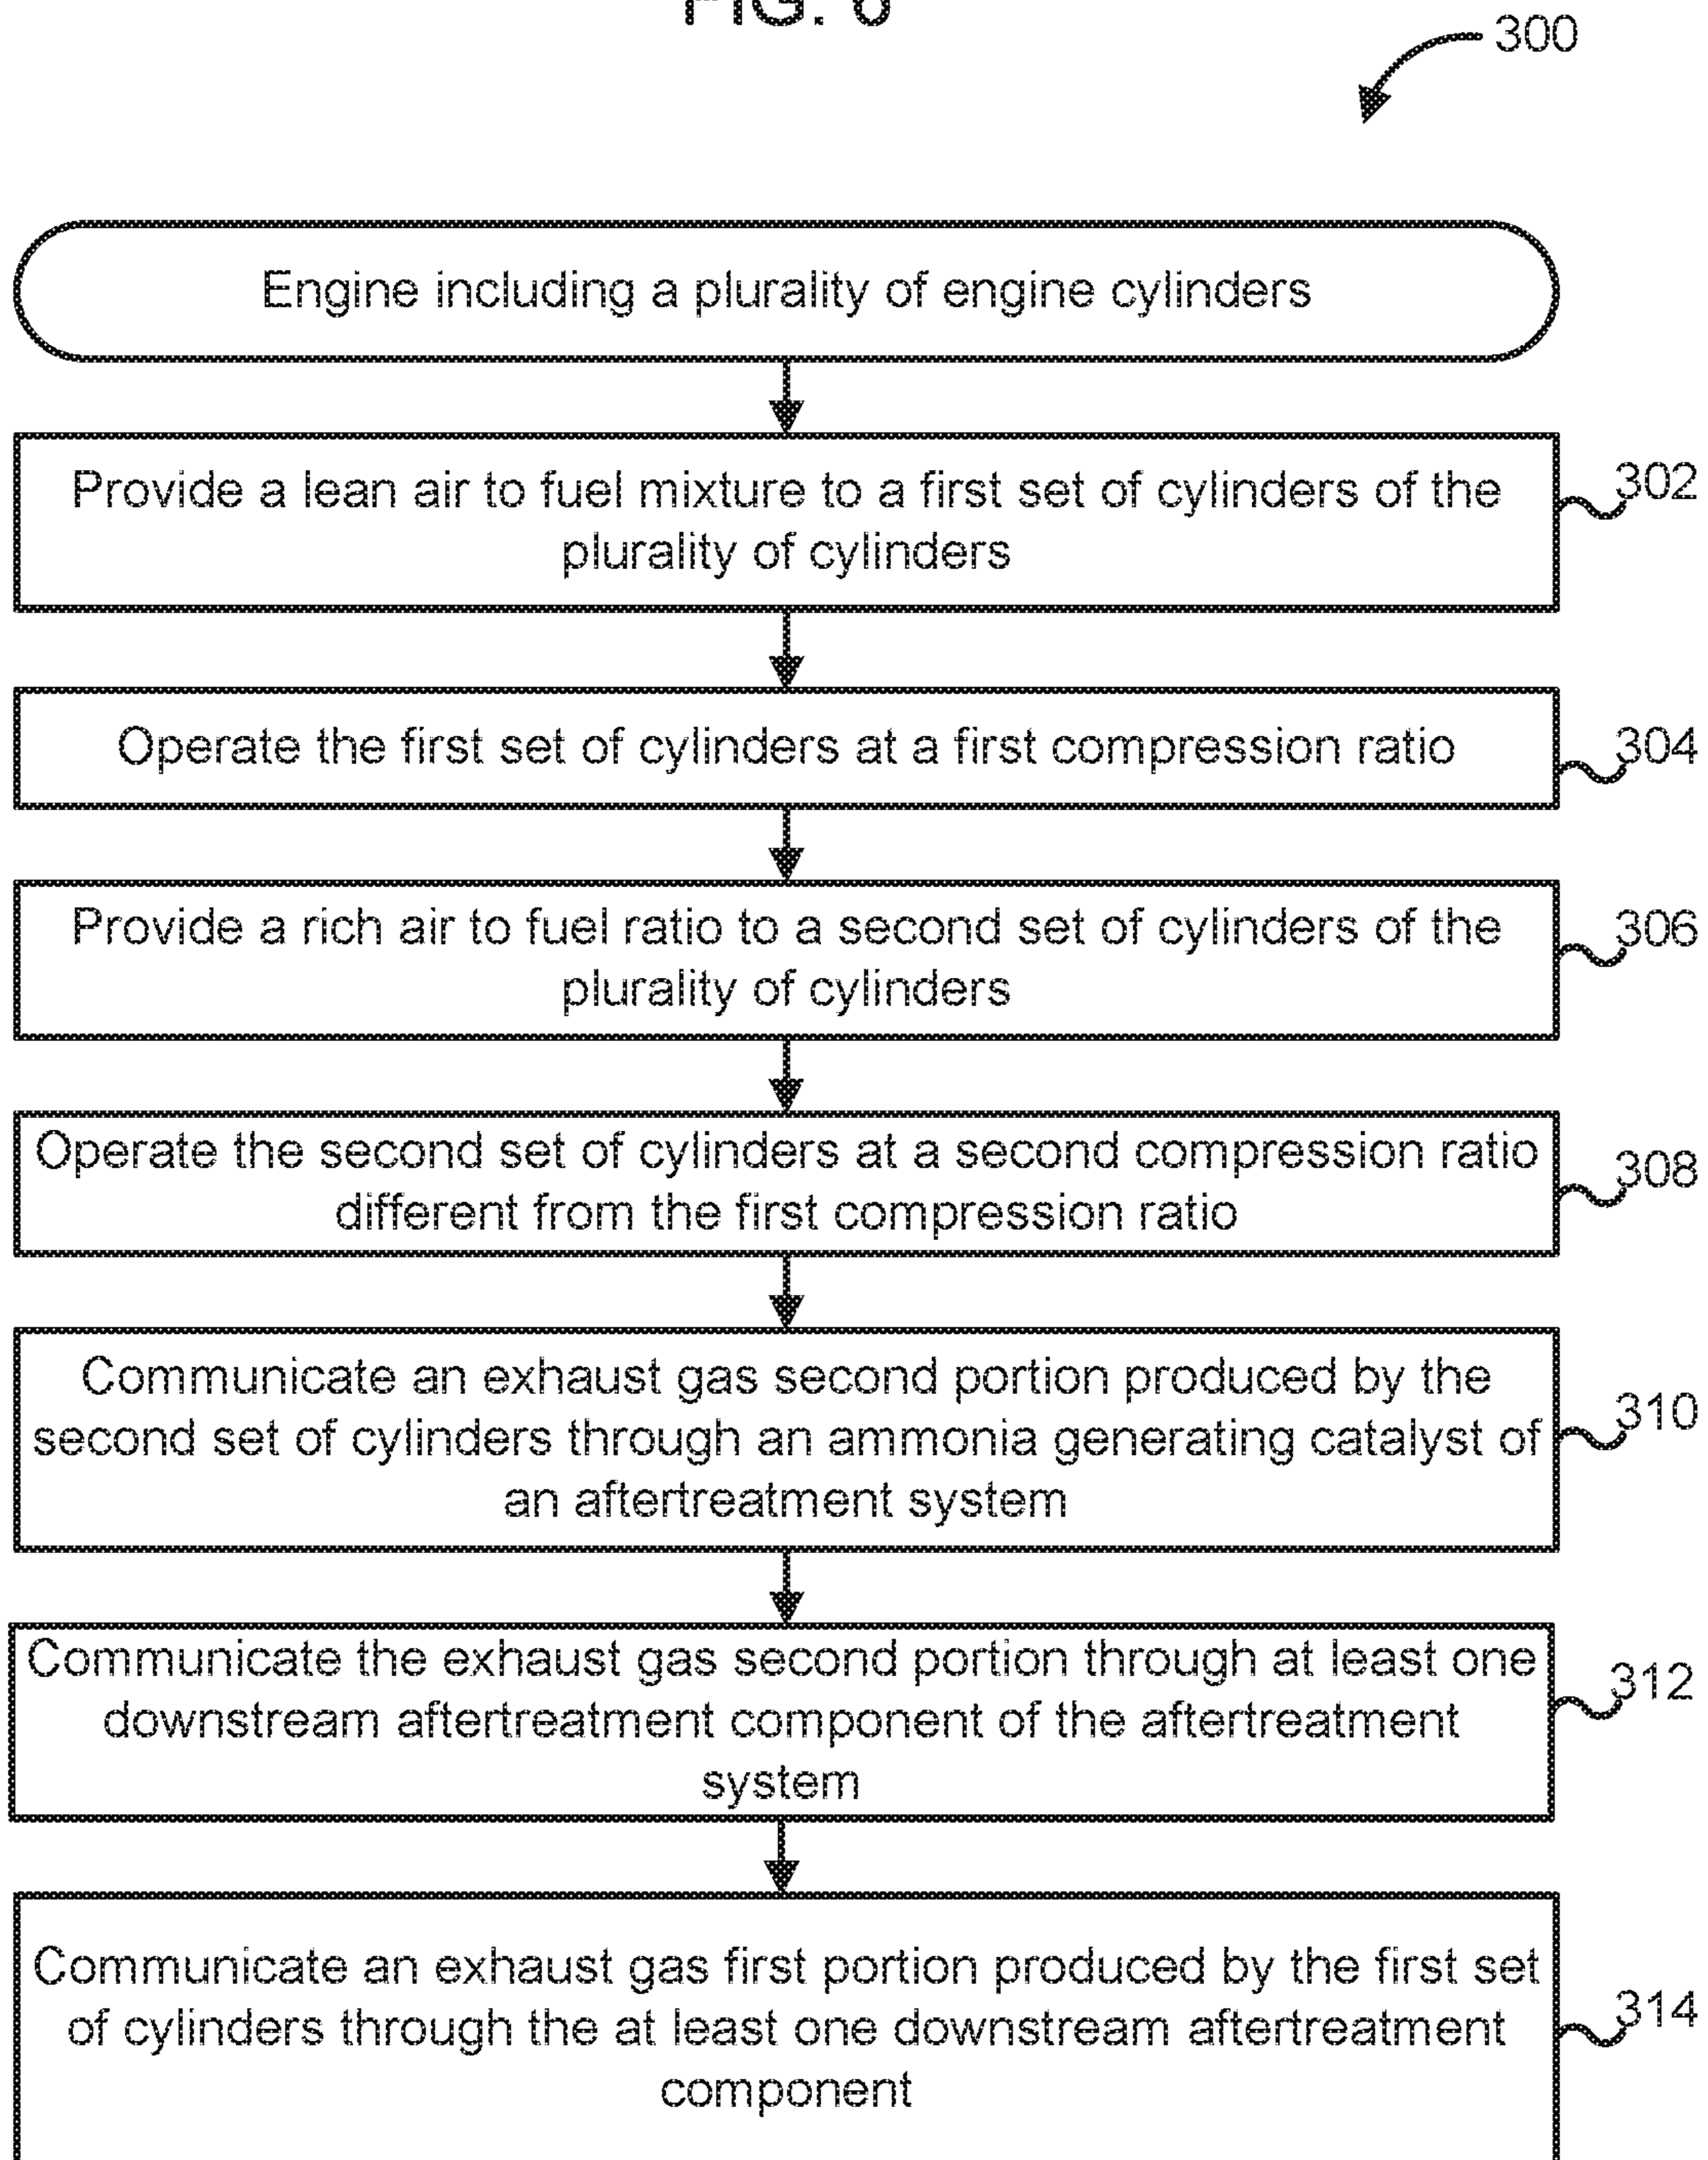 FIG. 6
300
Engine including a plurality of engine cylinders
Provide a lean air to fuel mixture to a first set of cylinders of the
plurality of cylinders
302
Operate the first set of cylinders at a first compression ratio
304
Provide a rich air to fuel ratio to a second set of cylinders of the
plurality of cylinders
306
Operate the second set of cylinders at a second compression ratio
different from the first compression ratio
308
Communicate an exhaust gas second portion produced by the
second set of cylinders through an ammonia generating catalyst of
an aftertreatment system
310
Communicate the exhaust gas second portion through at least one
downstream aftertreatment component of the aftertreatment
system
312
Communicate an exhaust gas first portion produced by the first set
of cylinders through the at least one downstream aftertreatment
component
314